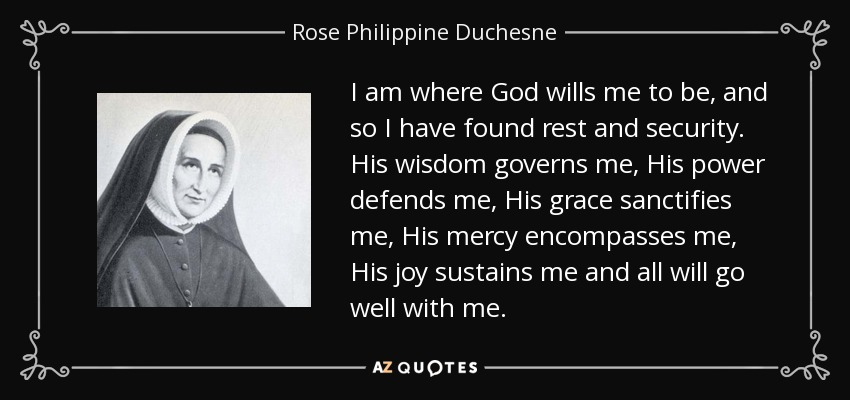 Rose Philippine Duchesne
I am where God wills me to be, and
so I have found rest and security.
His wisdom governs me, His power
defends me, His grace sanctifies
me, His mercy encompasses me,
His joy sustains me and all will go
well with me.
AZ QUOTES